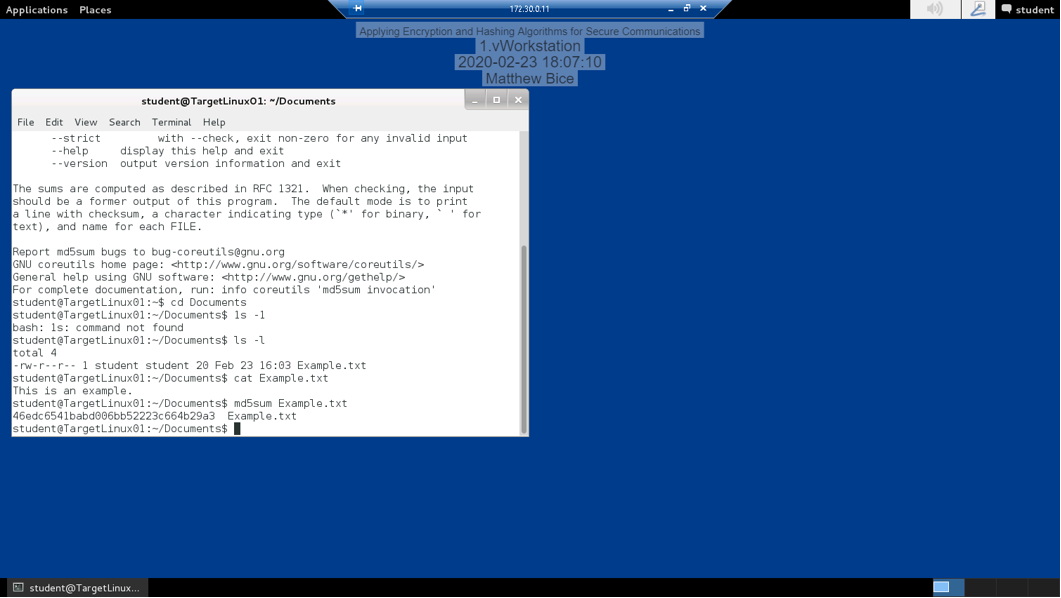 Applications Places
172.30.0.11
student
Applying Encryption and Hashing Algorithms for Secure Communications
1.vWorkstation
2020-02-23 18:07:10
Matthew Bice
student@TargetLinux01: ~/Documents
File Edit View Search Terminal Help
--strict with --check, exit non-zero for any invalid input
--help display this help and exit
--version output version information and exit
The sums are computed as described in RFC 1321. When checking, the input
should be a former output of this program. The default mode is to print
a line with checksum, a character indicating type (`*' for binary, ` ' for
text), and name for each FILE.
Report md5sum bugs to bug-coreutils@gnu.org
GNU coreutils home page: <http://www.gnu.org/software/coreutils/>
General help using GNU software: <http://www.gnu.org/gethelp/>
For complete documentation, run: info coreutils 'md5sum invocation'
student@TargetLinux01:~$ cd Documents
student@TargetLinux01:~/Documents$ 1s -1
bash: 1s: command not found
student@TargetLinux01:~/Documents$ ls -l
total 4
-rw-r--r-- 1 student student 20 Feb 23 16:03 Example.txt
student@TargetLinux01:~/Documents$ cat Example.txt
This is an example.
student@TargetLinux01:~/Documents$ md5sum Example.txt
46edc6541babd006bb52223c664b29a3 Example.txt
student@TargetLinux01:~/Documents$
student@TargetLinux...